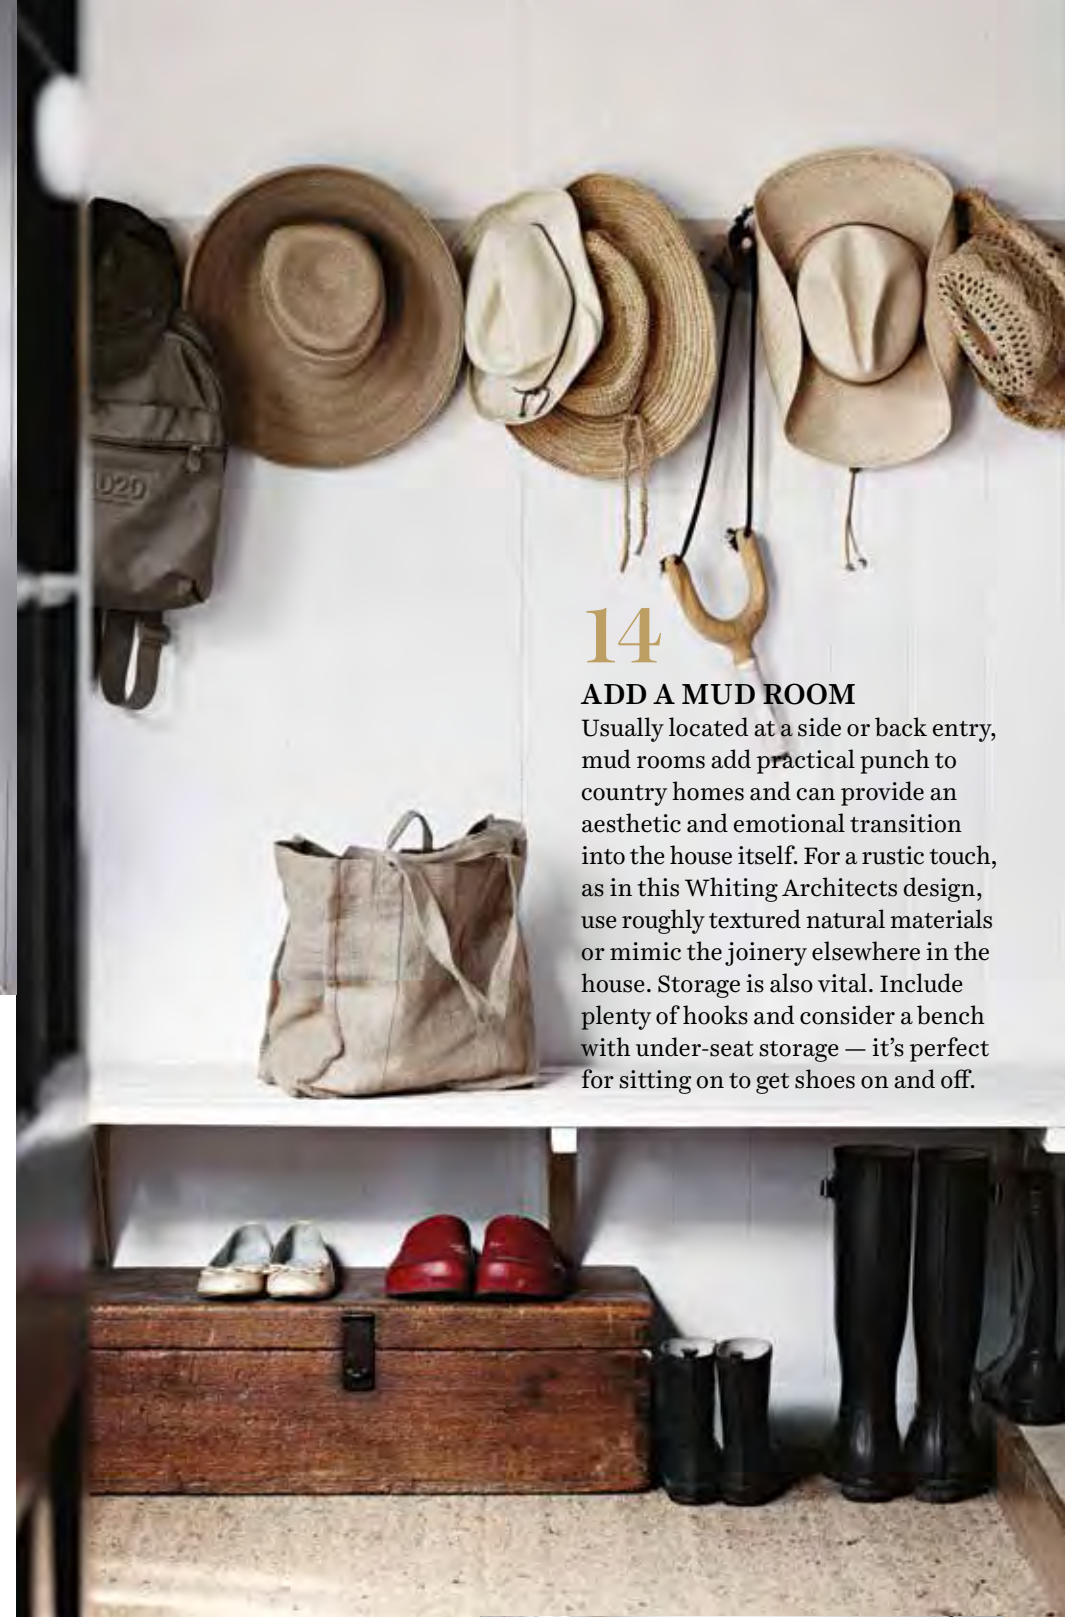 020
14
ADD A MUD ROOM
Usually located at a side or back entry,
mud rooms add practical punch to
country homes and can provide an
aesthetic and emotional transition
into the house itself. For a rustic touch,
as in this Whiting Architects design,
use roughly textured natural materials
or mimic the joinery elsewhere in the
house. Storage is also vital. Include
plenty of hooks and consider a bench
with under-seat storage — it’s perfect
for sitting on to get shoes on and off.